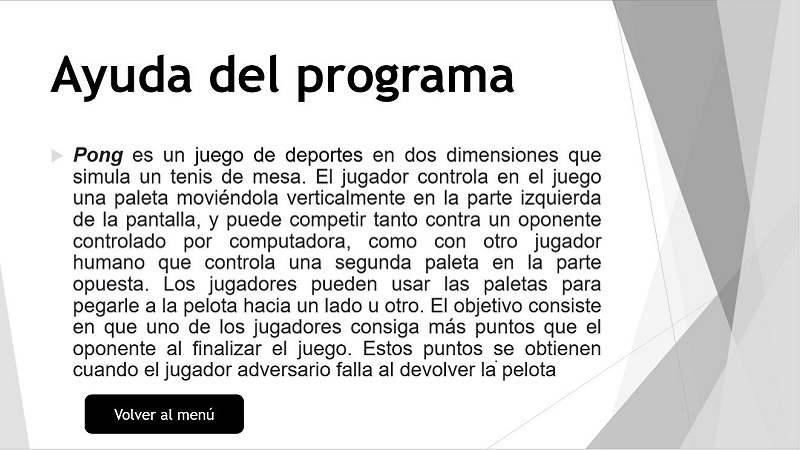 Ayuda del programa
Pong es un juego de deportes en dos dimensiones que
simula un tenis de mesa. El jugador controla en el juego
una paleta moviéndola verticalmente en la parte izquierda
de la pantalla, y puede competir tanto contra un oponente
controlado por computadora, como con otro jugador
humano que controla una segunda paleta en la parte
opuesta. Los jugadores pueden usar las paletas para
pegarle a la pelota hacia un lado u otro. El objetivo consiste
en que uno de los jugadores consiga más puntos que el
oponente al finalizar el juego. Estos puntos se obtienen
cuando el jugador adversario falla al devolver la pelota
Volver al menú